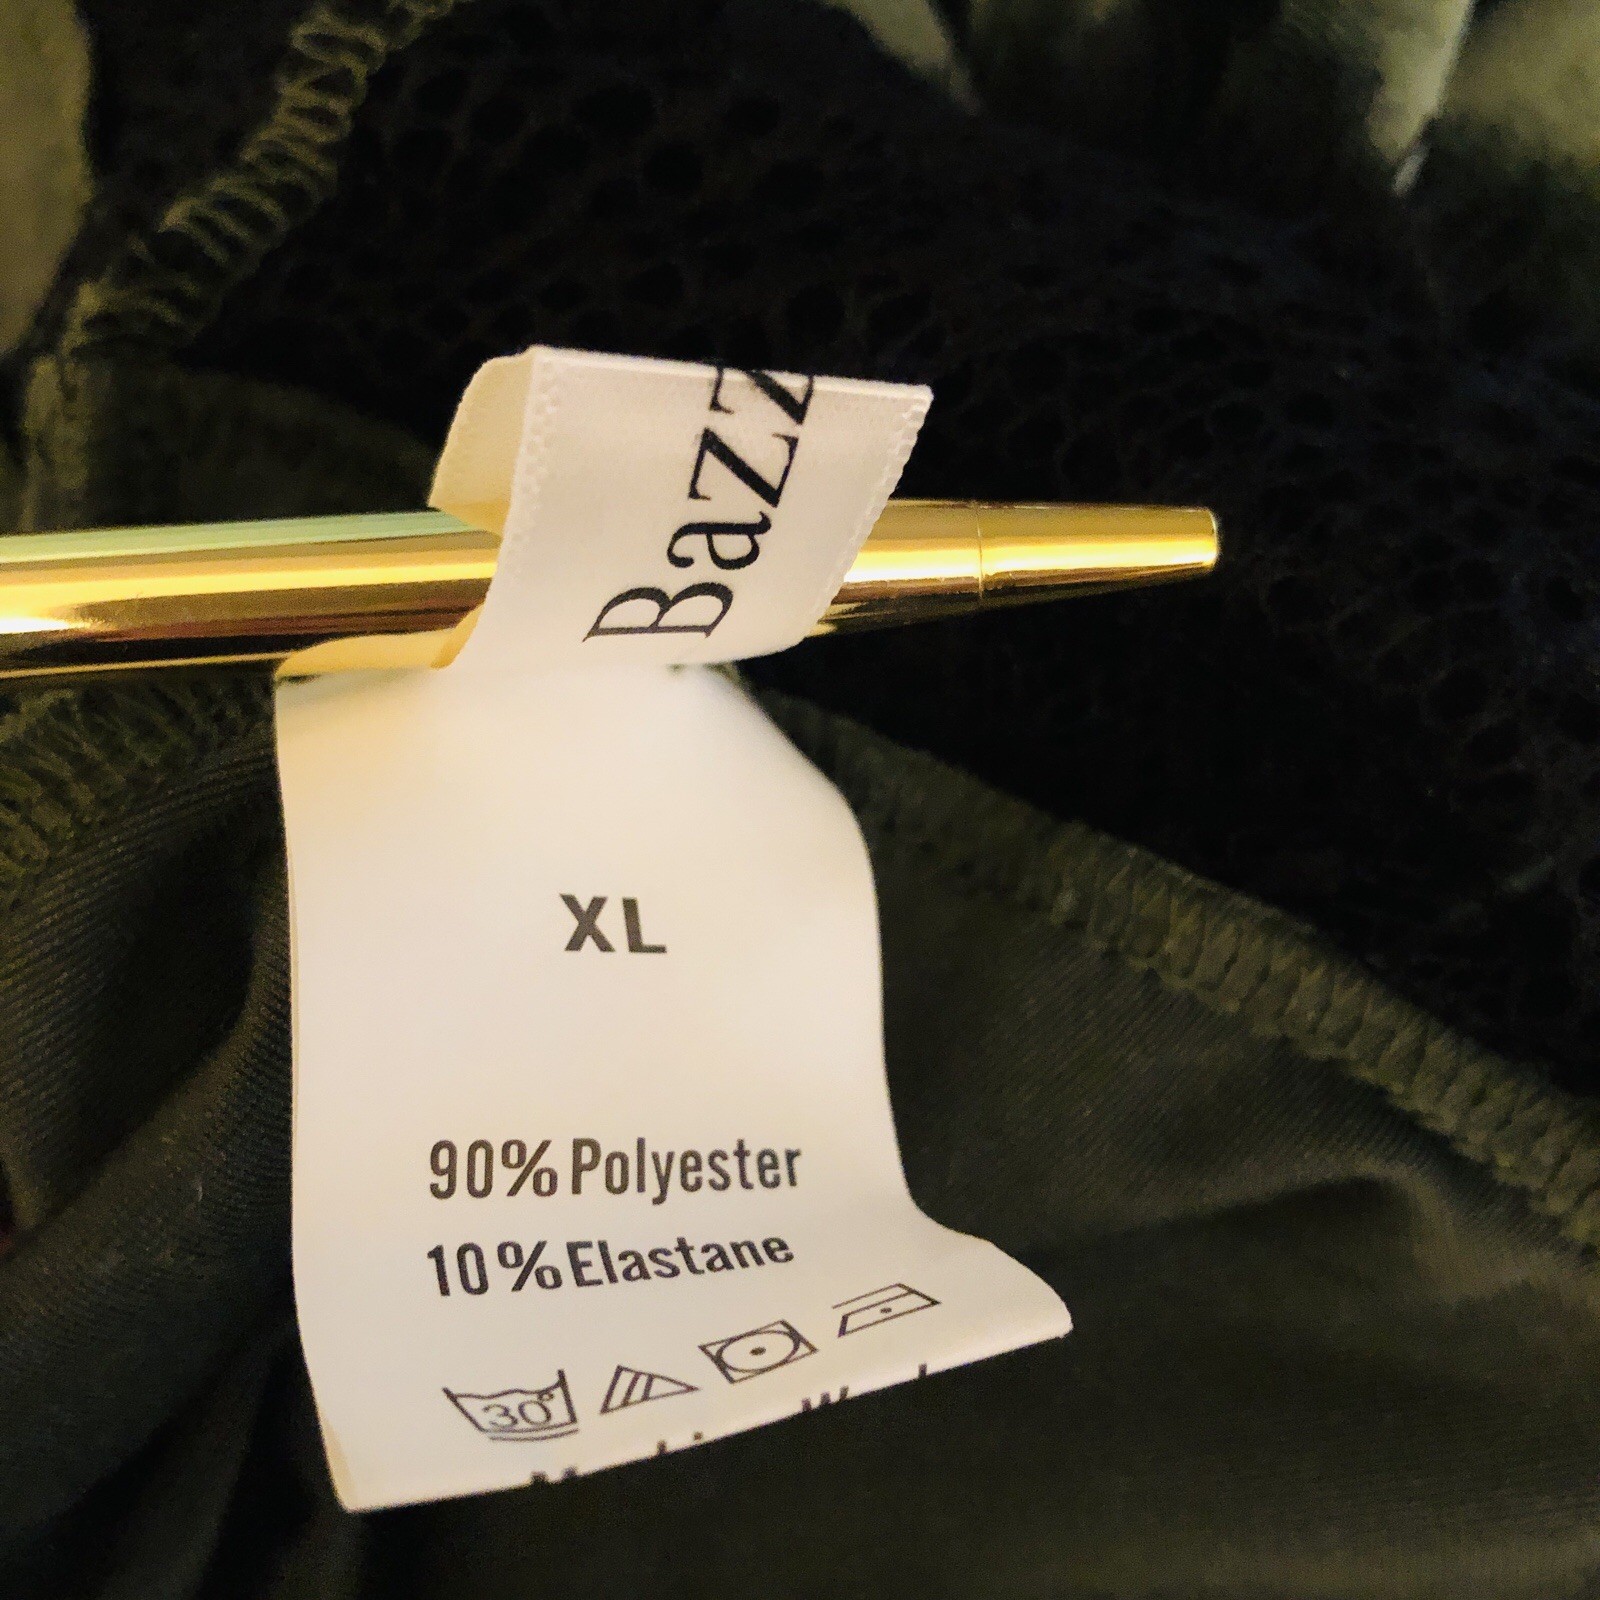 Bazz
XL
90% Polyester
10% Elastane
30°